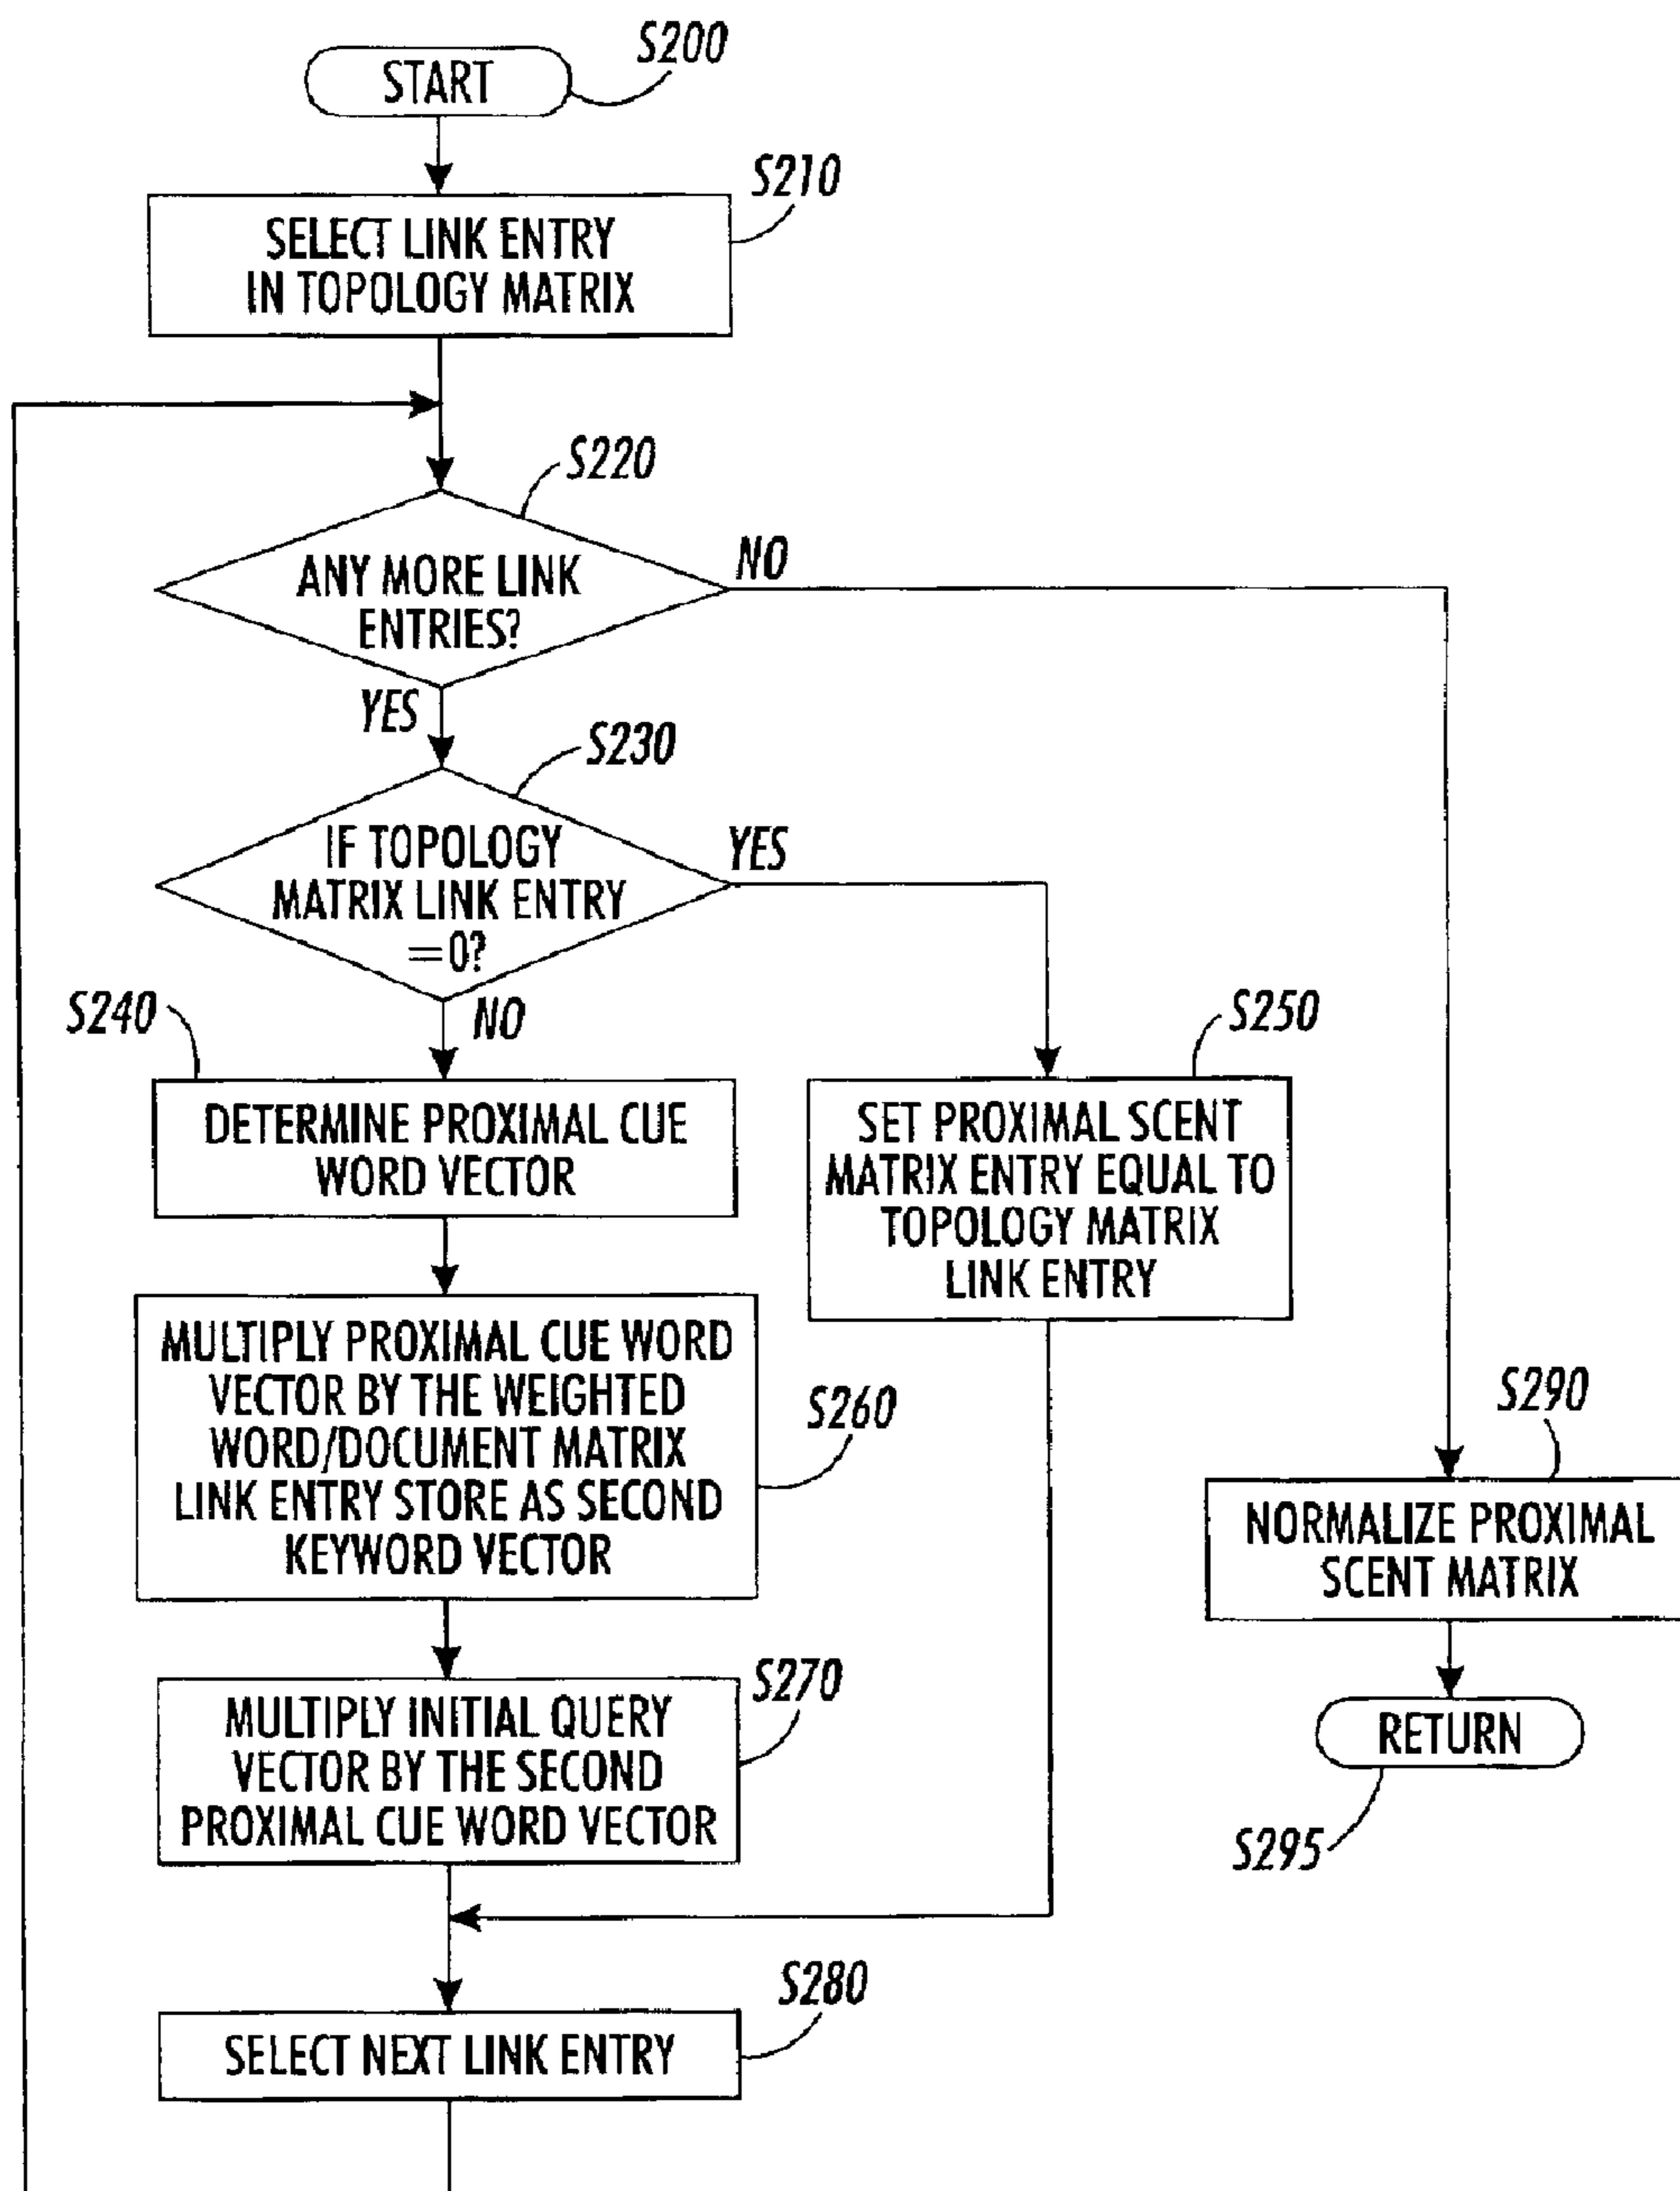 START
S200
SELECT LINK ENTRY
IN TOPOLOGY MATRIX
S210
ANY MORE LINK
ENTRIES?
S220
NO
YES
IF TOPOLOGY
MATRIX LINK ENTRY
=0?
S230
YES
NO
S240
DETERMINE PROXIMAL CUE
WORD VECTOR
S250
SET PROXIMAL SCENT
MATRIX ENTRY EQUAL TO
TOPOLOGY MATRIX
LINK ENTRY
MULTIPLY PROXIMAL CUE WORD
VECTOR BY THE WEIGHTED
WORD/DOCUMENT MATRIX
LINK ENTRY STORE AS SECOND
KEYWORD VECTOR
S260
S290
NORMALIZE PROXIMAL
SCENT MATRIX
MULTIPLY INITIAL QUERY
VECTOR BY THE SECOND
PROXIMAL CUE WORD VECTOR
S270
RETURN
S295
SELECT NEXT LINK ENTRY
S280